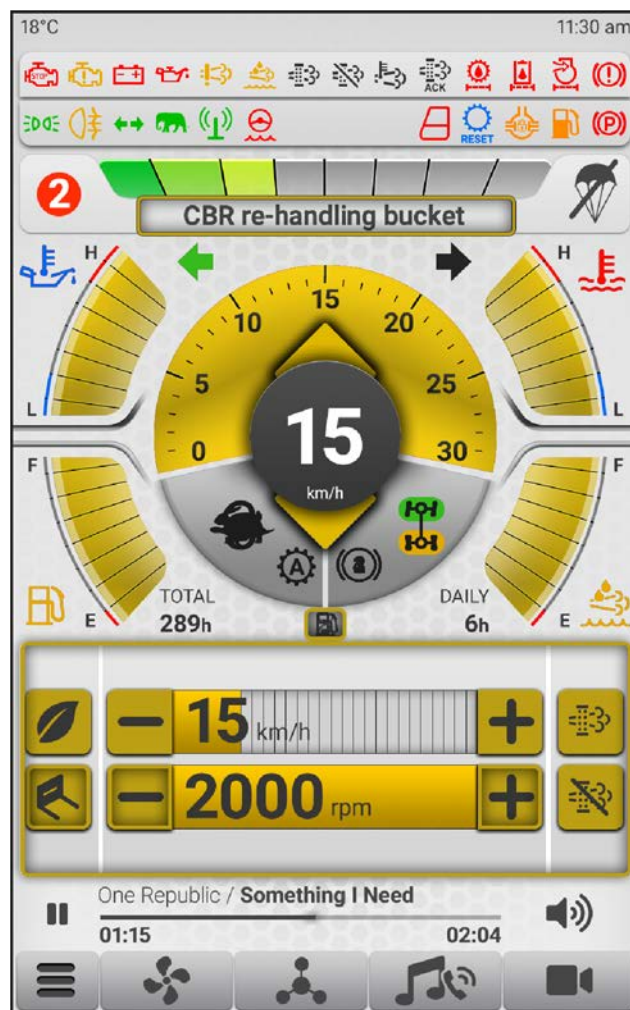 18°C 11:30 am
STOP
ACK
RESET
P
2
CBR re-handling bucket
H H
15
10 20
5 25
L L
0 30
15
km/h
F F
A
TOTAL DAILY
E E
289h 6h
15 km/h
2000 rpm
One Republic / Something I Need
01:15 02:04